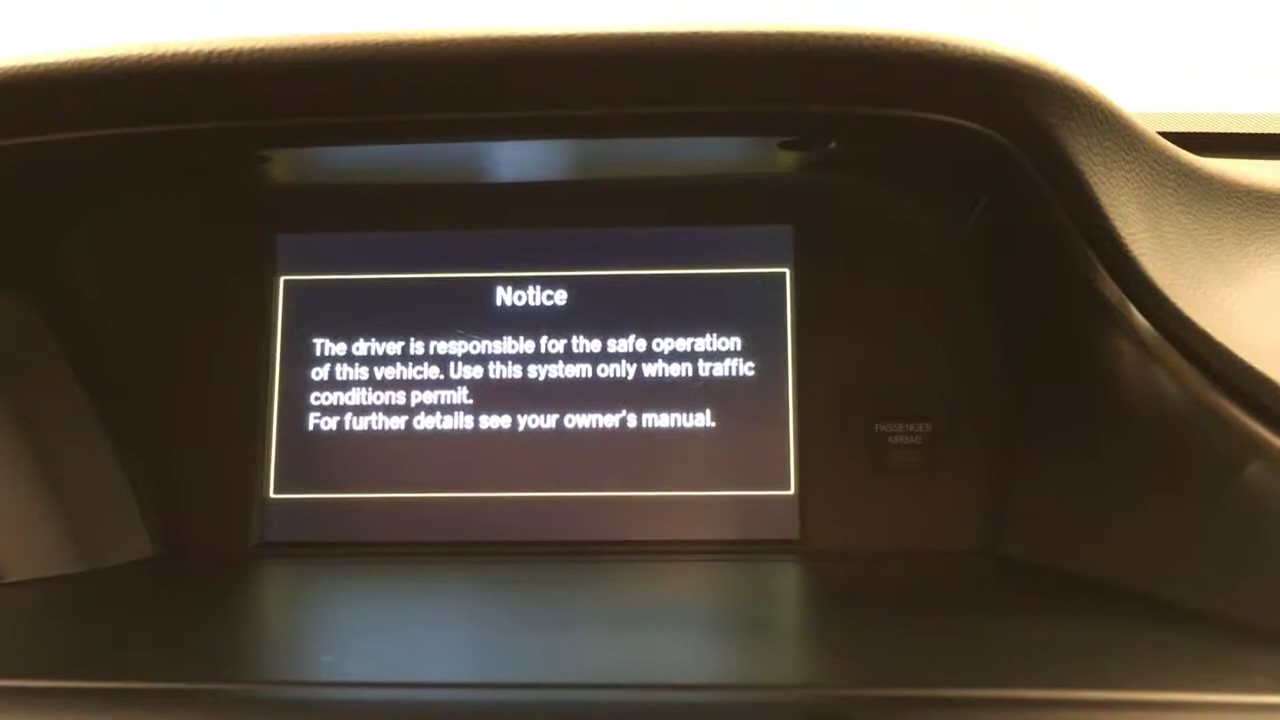 Notice
The driver is responsible for the safe operation
of this vehicle. Use this system only when traffic
conditions permit.
For further details see your owner's manual.
PASSENGER
AIRBAG